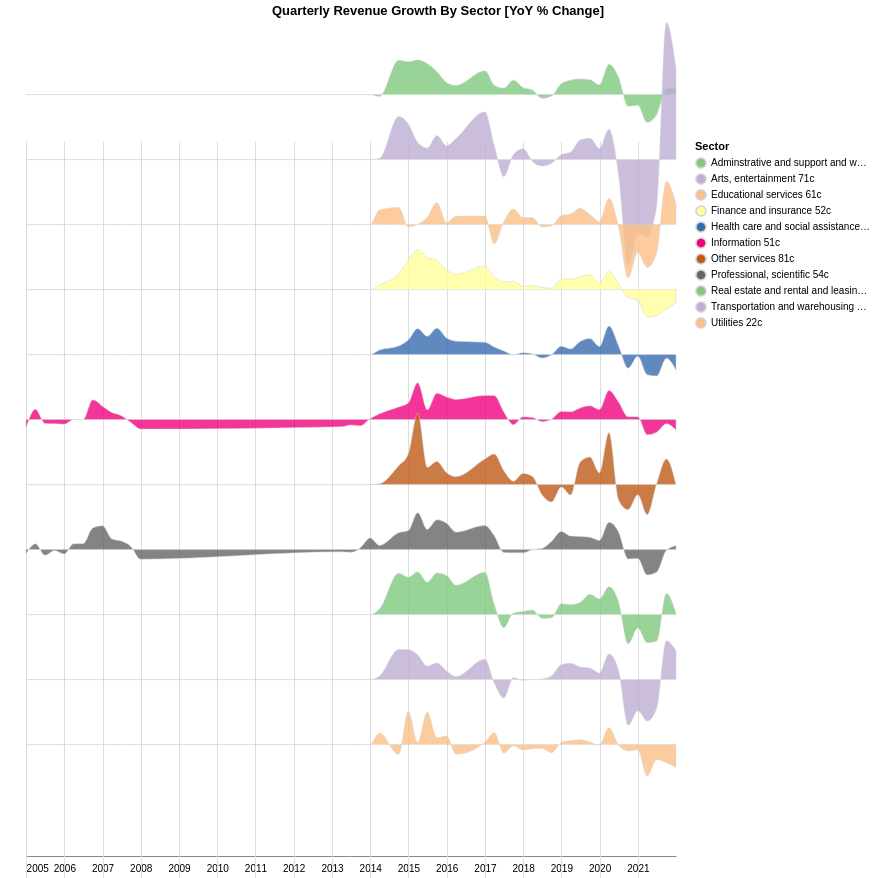 Quarterly Revenue Growth By Sector [YoY % Change]
Sector
Adminstrative and support and w…
Arts, entertainment 71c
Educational services 61c
Finance and insurance 52c
Health care and social assistance…
Information 51c
Other services 81c
Professional, scientific 54c
Real estate and rental and leasin…
Transportation and warehousing …
Utilities 22c
2005 2006 2007 2008 2009 2010 2011 2012 2013 2014 2015 2016 2017 2018 2019 2020 2021